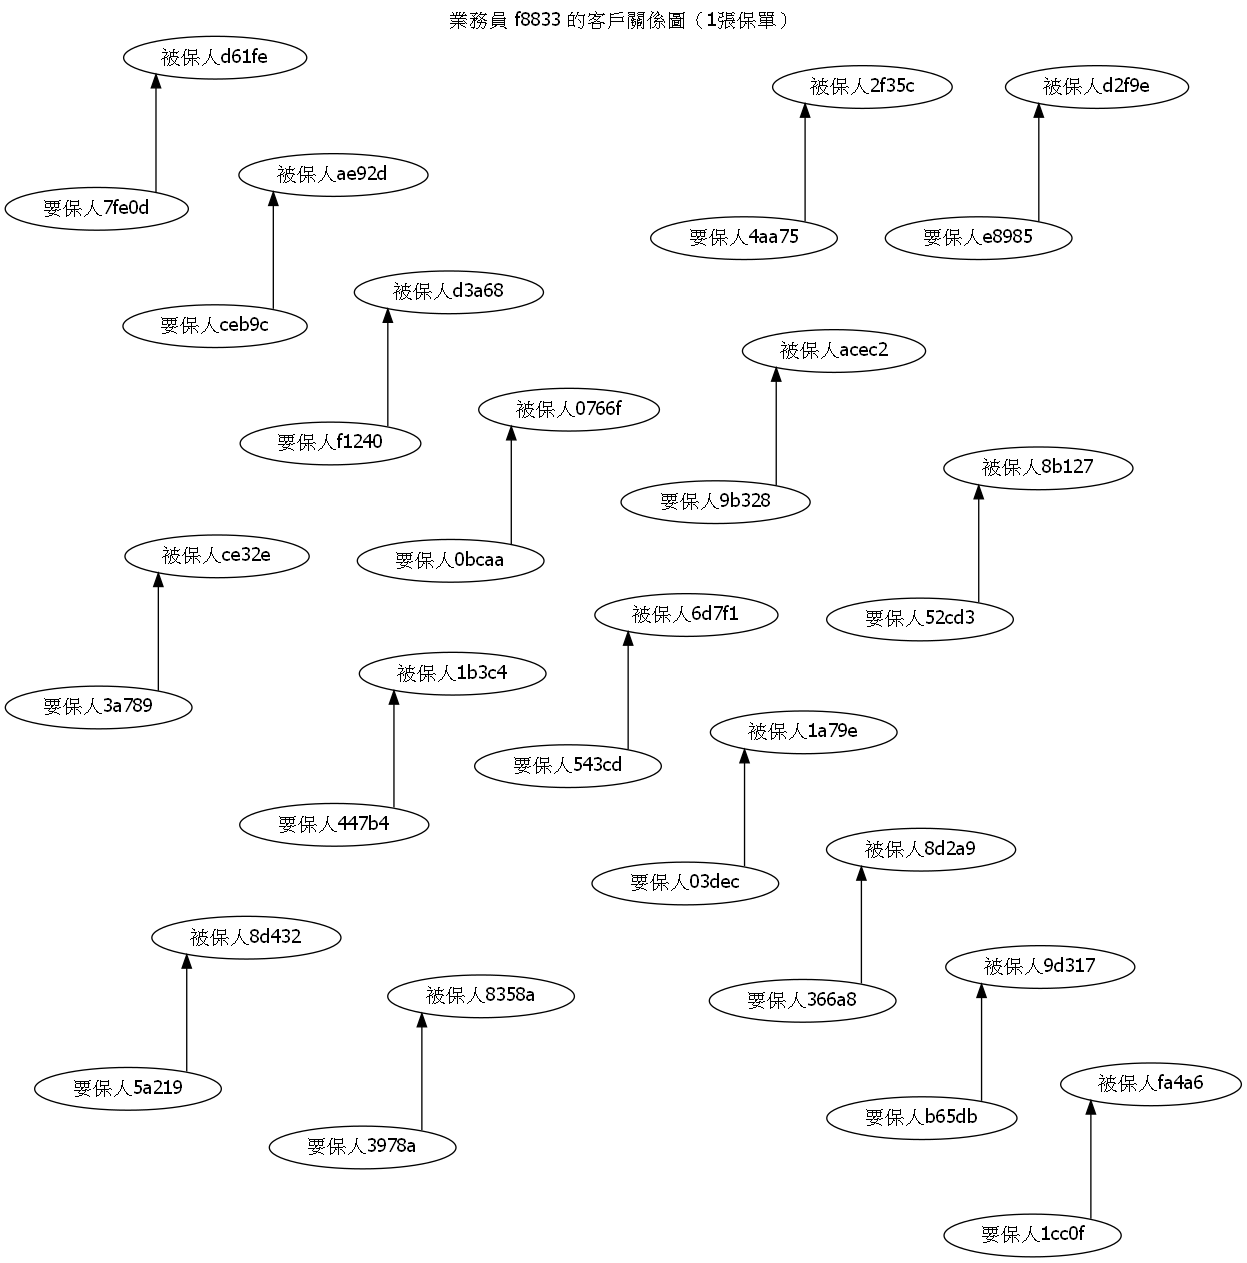 業務員 f8833 的客戶關係圖（1張保單）
被保人d61fe
被保人2f35c
被保人d2f9e
被保人ae92d
要保人7fe0d
要保人4aa75
要保人e8985
被保人d3a68
要保人ceb9c
被保人acec2
被保人0766f
要保人f1240
被保人8b127
要保人9b328
被保人ce32e
要保人0bcaa
被保人6d7f1
要保人52cd3
被保人1b3c4
要保人3a789
被保人1a79e
要保人543cd
要保人447b4
被保人8d2a9
要保人03dec
被保人8d432
被保人9d317
被保人8358a
要保人366a8
被保人fa4a6
要保人5a219
要保人b65db
要保人3978a
要保人1cc0f